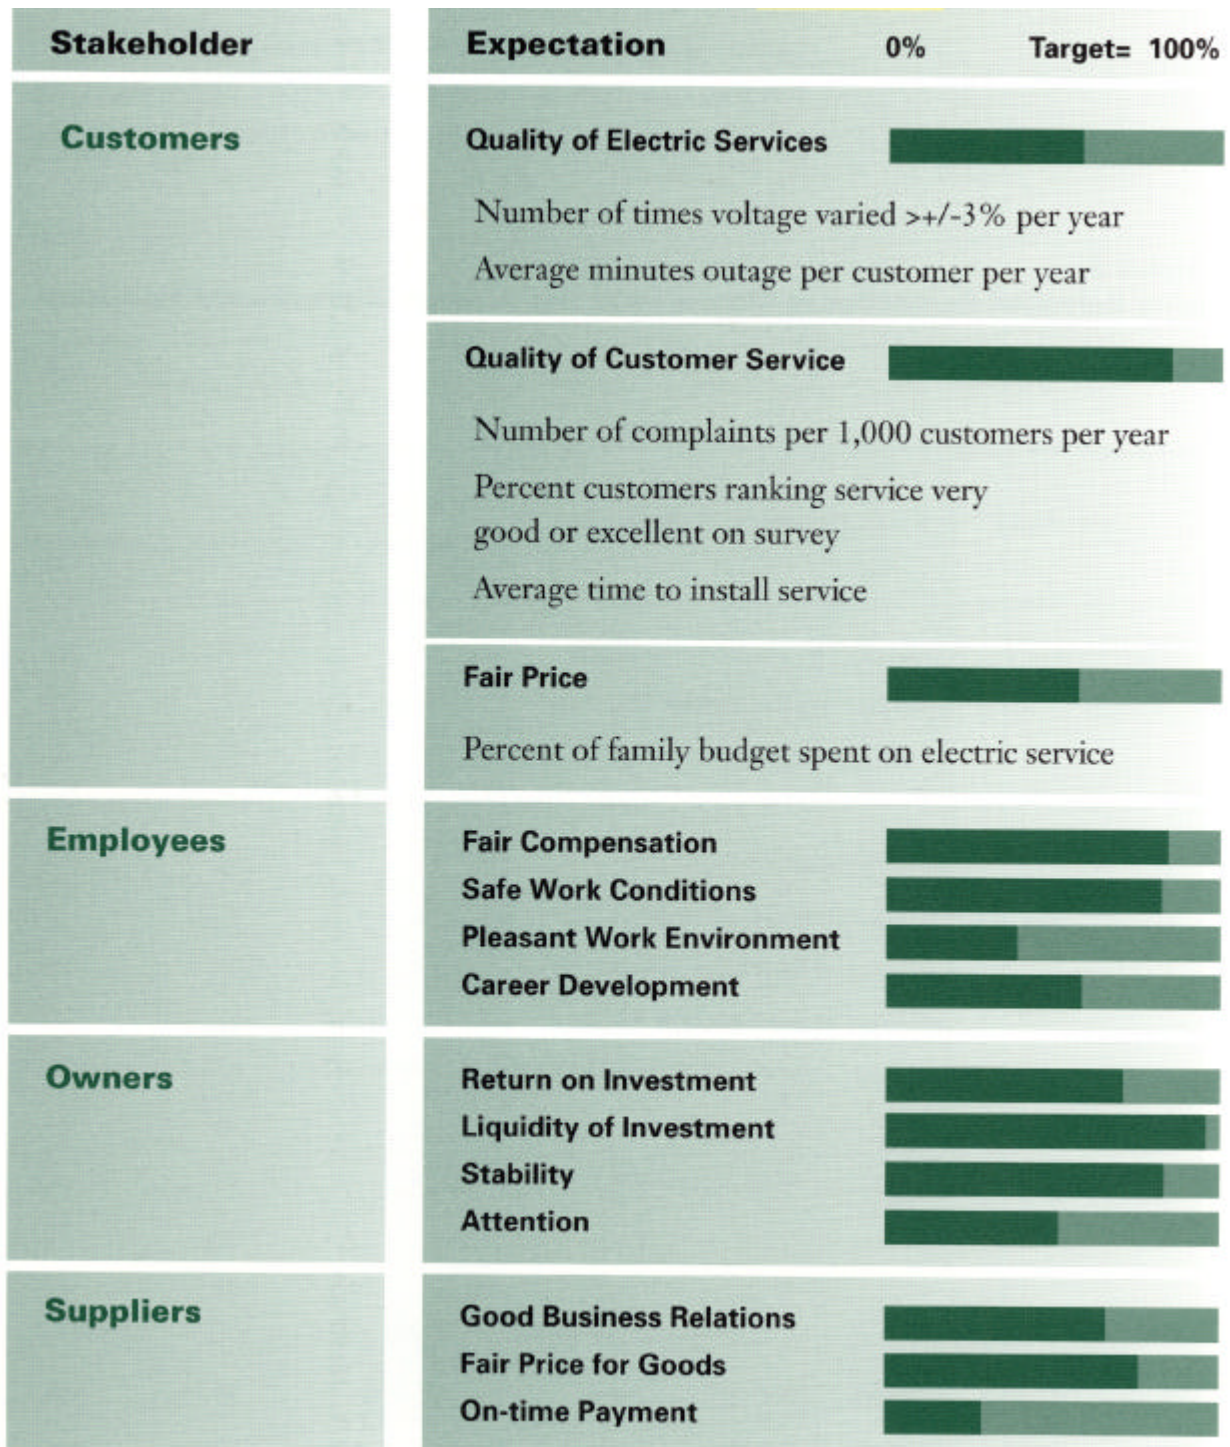 Stakeholder
Expectation 0% Target= 100%
Customers
Quality of Electric Services
Number of times voltage varied >+/-3% per year
Average minutes outage per customer per year
Quality of Customer Service
Number of complaints per 1,000 customers per year
Percent customers ranking service very
good or excellent on survey
Average time to install service
Fair Price
Percent of family budget spent on electric service
Employees
Fair Compensation
Safe Work Conditions
Pleasant Work Environment
Career Development
Owners
Return on Investment
Liquidity of Investment
Stability
Attention
Suppliers
Good Business Relations
Fair Price for Goods
On-time Payment